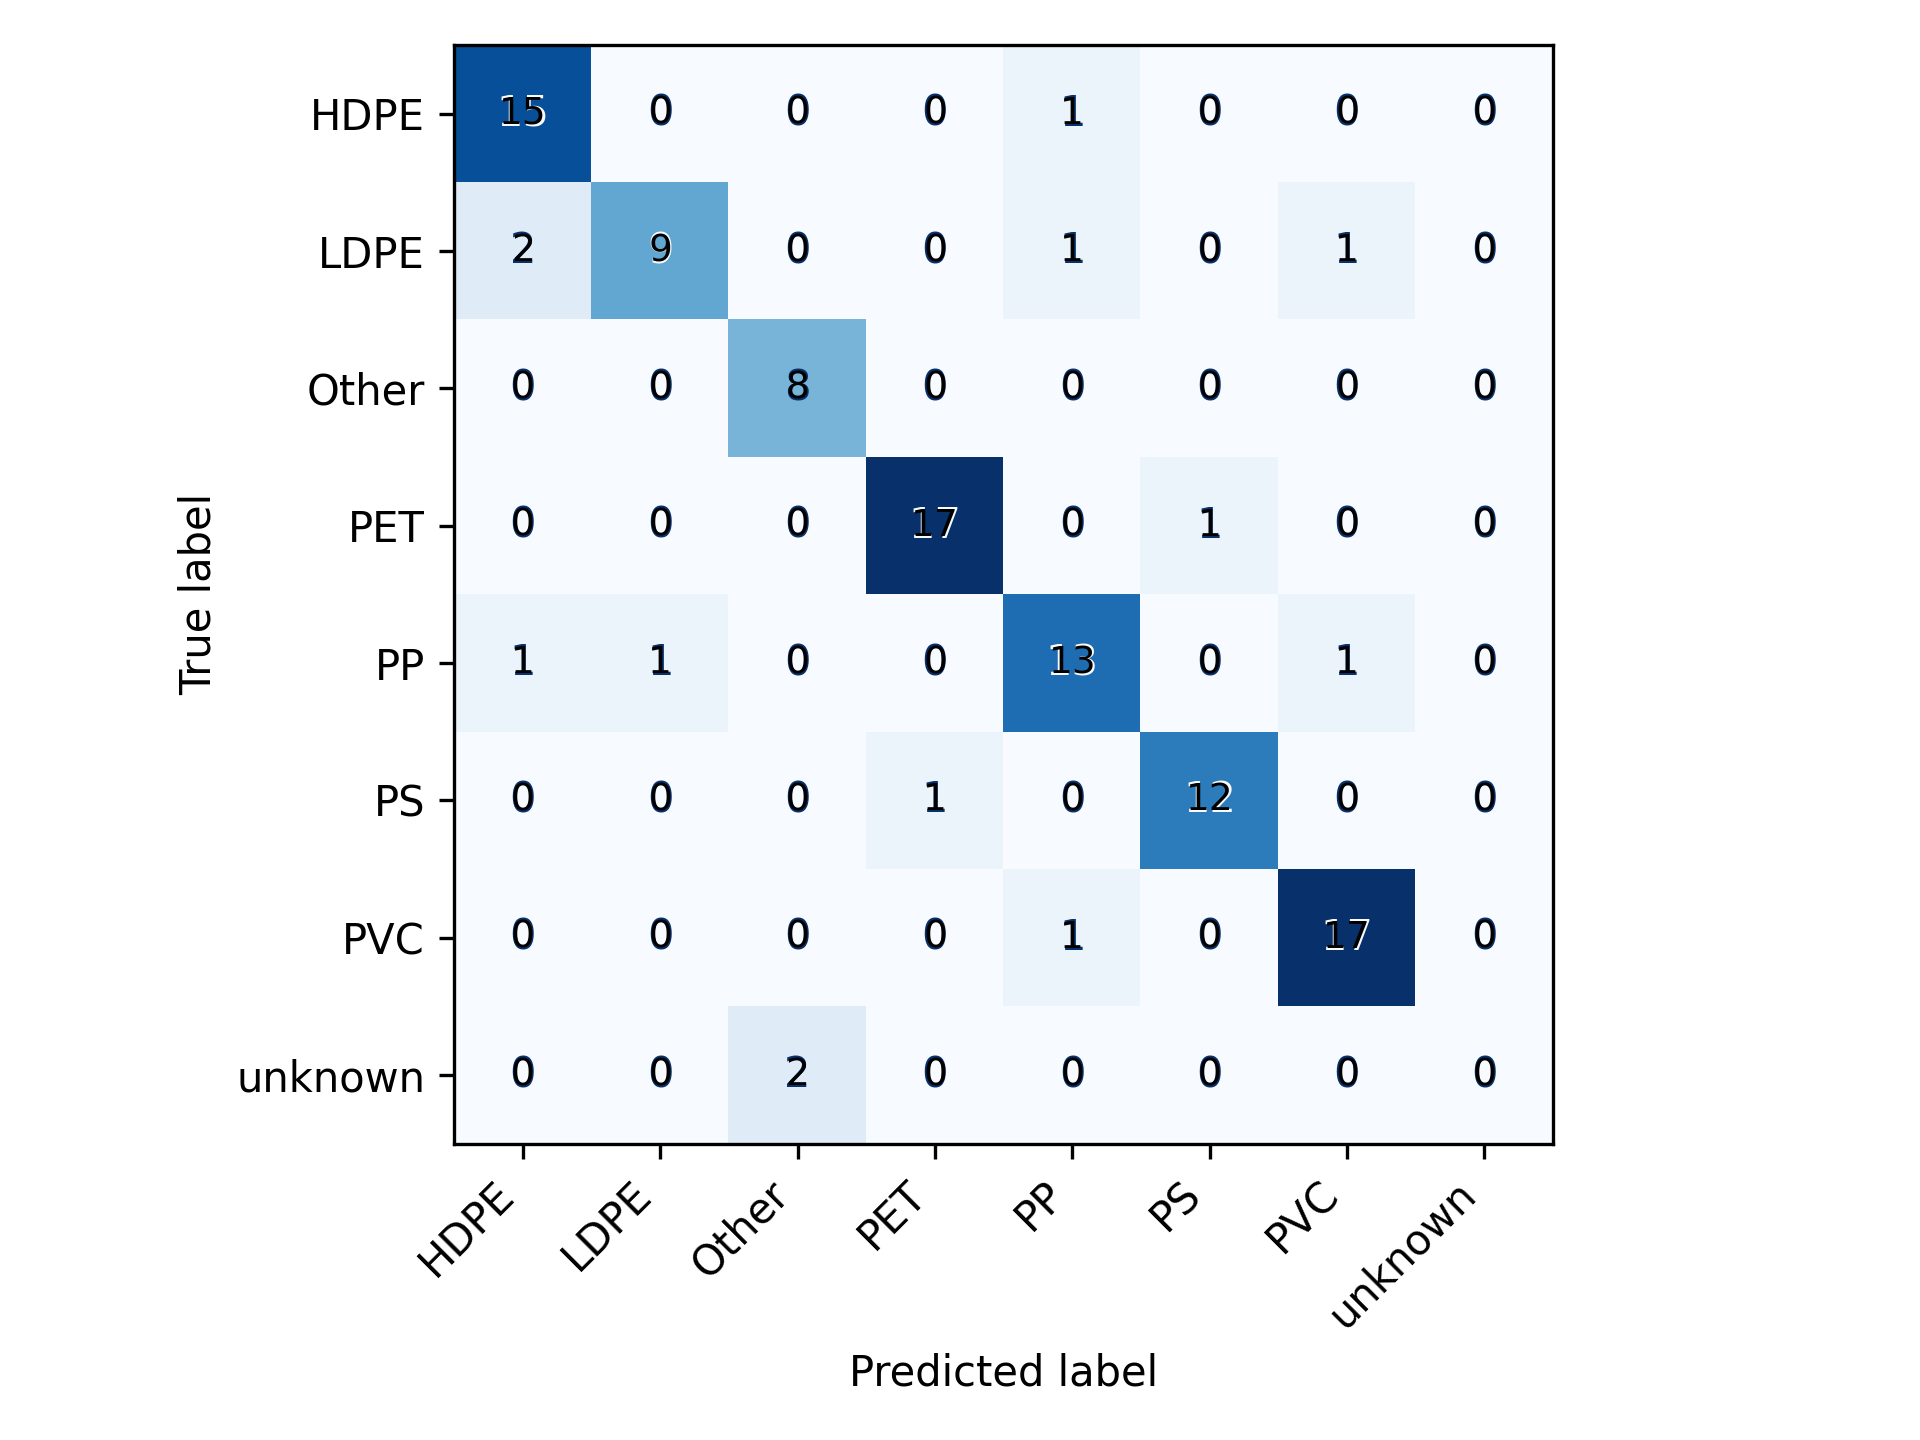 HDPE 15 0 0 0 1 0 0 0
LDPE 2 9 0 0 1 0 1 0
Other 0 0 8 0 0 0 0 0
PET 0 0 0 17 0 1 0 0
PP 1 1 0 0 13 0 1 0
PS 0 0 0 1 0 12 0 0
PVC 0 0 0 0 1 0 17 0
unknown 0 0 2 0 0 0 0 0
True label
HDPE LDPE Other PET PP PS PVC unknown
Predicted label